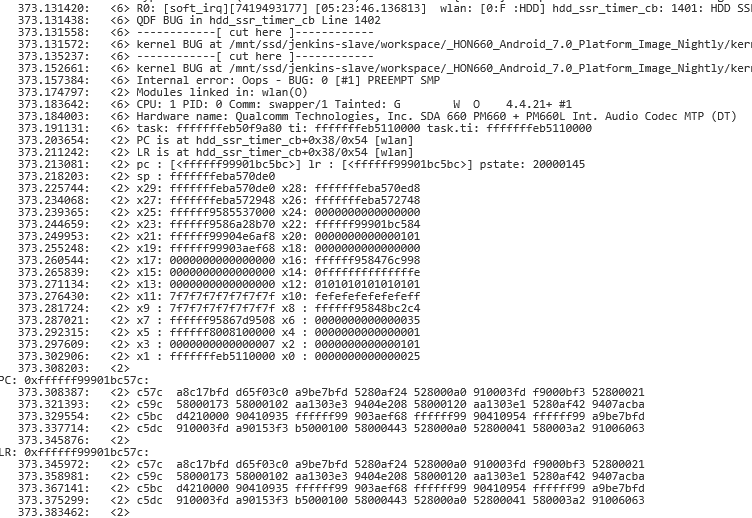 373.131420: <6> R0: [soft_irq][7419493177] [05:23:46.136813] wlan: [0:f :HDD] hdd_ssr_timer_cb: 1401: HDD SS
373.131438: <6> QDF BUG in hdd_ssr_timer_cb Line 1402
373.131558: <6> ------------[ cut here ]------------
373.131572: <6> kernel BUG at /mnt/ssd/jenkins-slave/workspace/_HON660_Android_7.0_Platform_Image_Nightly/ker
373.135237: <6> ------------[ cut here ]------------
373.152661: <6> kernel BUG at /mnt/ssd/jenkins-slave/workspace/_HON660_Android_7.0_Platform_Image_Nightly/ker
373.157384: <6> Internal error: Oops - BUG: 0 [#1] PREEMPT SMP
373.174797: <2> Modules linked in: wlan(O)
373.183642: <6> CPU: 1 PID: 0 Comm: swapper/1 Tainted: G W O 4.4.21+ #1
373.184003: <6> Hardware name: Qualcomm Technologies, Inc. SDA 660 PM660 + PM660L Int. Audio Codec MTP (DT)
373.191131: <6> task: fffffffeb50f9a80 ti: fffffffeb5110000 task.ti: fffffffeb5110000
373.203654: <2> PC is at hdd_ssr_timer_cb+0x38/0x54 [wlan]
373.211242: <2> LR is at hdd_ssr_timer_cb+0x38/0x54 [wlan]
373.213081: <2> pc : [<ffffff99901bc5bc>] lr : [<ffffff99901bc5bc>] pstate: 20000145
373.218203: <2> sp : fffffffeba570de0
373.225744: <2> x29: fffffffeba570de0 x28: fffffffeba570ed8
373.234068: <2> x27: fffffffeba572948 x26: fffffffeba572748
373.239365: <2> x25: ffffff9585537000 x24: 0000000000000000
373.244659: <2> x23: ffffff9586a28b70 x22: ffffff99901bc584
373.249953: <2> x21: ffffff99904e6af8 x20: 0000000000000101
373.255248: <2> x19: ffffff99903aef68 x18: 0000000000000000
373.260544: <2> x17: 0000000000000000 x16: ffffff958476c998
373.265839: <2> x15: 0000000000000000 x14: 0ffffffffffffffe
373.271134: <2> x13: 0000000000000000 x12: 0101010101010101
373.276430: <2> x11: 7f7f7f7f7f7f7f7f x10: fefefefefefefeff
373.281724: <2> x9 : 7f7f7f7f7f7f7f7f x8 : ffffff95848bc2c4
373.287021: <2> x7 : ffffff95867d9508 x6 : 0000000000000035
373.292315: <2> x5 : ffffff8008100000 x4 : 0000000000000001
373.297609: <2> x3 : 0000000000000007 x2 : 0000000000000101
373.302906: <2> x1 : fffffffeb5110000 x0 : 0000000000000025
373.308203: <2>
PC: 0xffffff99901bc57c:
373.308387: <2> c57c a8c17bfd d65f03c0 a9be7bfd 5280af24 528000a0 910003fd f9000bf3 52800021
373.321393: <2> c59c 58000173 58000102 aa1303e3 9404e208 58000120 aa1303e1 5280af42 9407acba
373.329554: <2> c5bc d4210000 90410935 ffffff99 903aef68 ffffff99 90410954 ffffff99 a9be7bfd
373.337714: <2> c5dc 910003fd a90153f3 b5000100 58000443 528000a0 52800041 580003a2 91006063
373.345876: <2>
LR: 0xffffff99901bc57c:
373.345972: <2> c57c a8c17bfd d65f03c0 a9be7bfd 5280af24 528000a0 910003fd f9000bf3 52800021
373.358981: <2> c59c 58000173 58000102 aa1303e3 9404e208 58000120 aa1303e1 5280af42 9407acba
373.367141: <2> c5bc d4210000 90410935 ffffff99 903aef68 ffffff99 90410954 ffffff99 a9be7bfd
373.375299: <2> c5dc 910003fd a90153f3 b5000100 58000443 528000a0 52800041 580003a2 91006063
373.383462: <2>